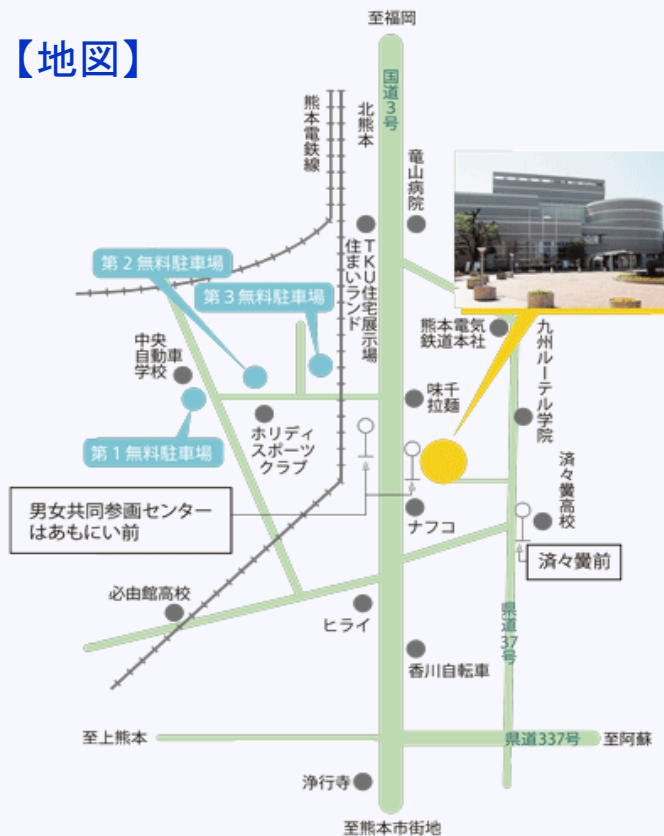 至福岡
【地図】
国道3号
熊本電鉄線
北熊本
竜山病院
第2無料駐車場
第3無料駐車場
TKU住宅展示場
住まいランド
熊本電気
鉄道本社
九州ルーテル学院
中央
自動車
学校
味千
拉麺
第1無料駐車場
ホリディ
スポーツ
クラブ
済々黌高校
男女共同参画センター
はあもにい前
ナフコ
済々黌前
必由館高校
ヒライ
県道37号
香川自転車
至上熊本
県道337号
至阿蘇
浄行寺
至熊本市街地